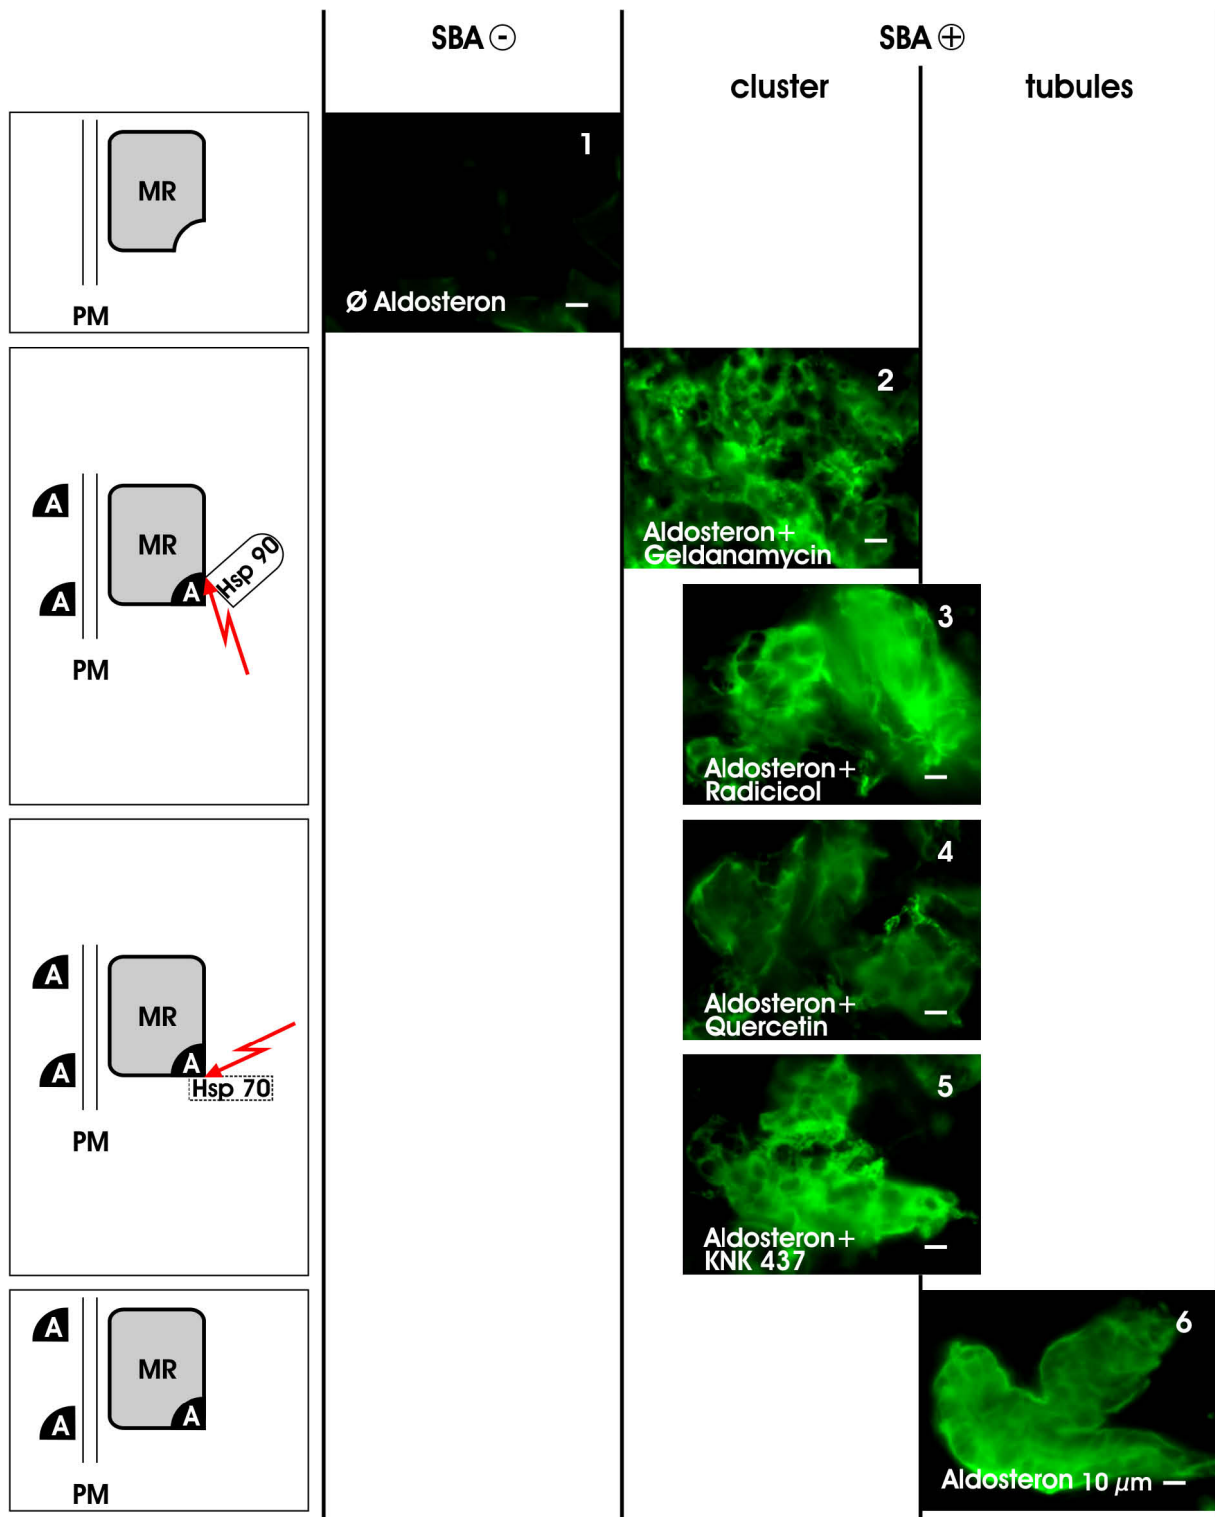 SBA ⊖
SBA ⊕
cluster
tubules
MR
PM
1
Ø Aldosteron
A
MR
A
A
Hsp 90
PM
2
Aldosteron+
Geldanamycin
3
Aldosteron+
Radicicol
A
MR
A
A
Hsp 70
PM
4
Aldosteron+
Quercetin
5
Aldosteron+
KNK 437
A
MR
A
A
PM
6
Aldosteron 10 μm